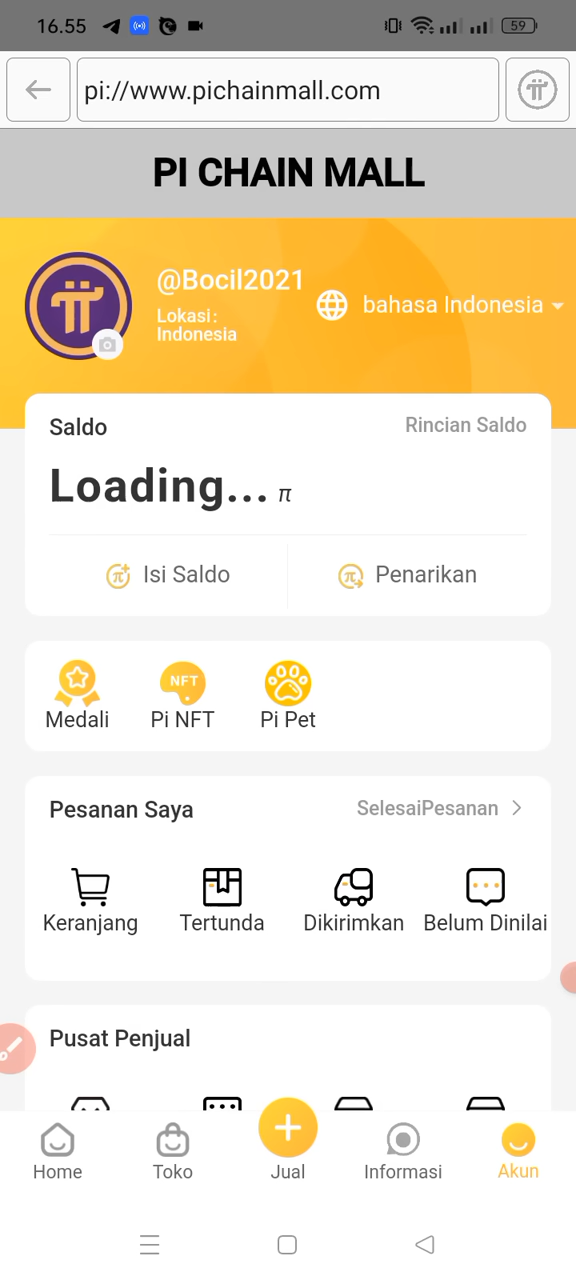 16.55
59
pi://www.pichainmall.com
PI CHAIN MALL
@Bocil2021
Lokasi:
Indonesia
bahasa Indonesia
Saldo
Rincian Saldo
Loading... π
Isi Saldo
Penarikan
NFT
Medali
Pi NFT
Pi Pet
Pesanan Saya
SelesaiPesanan
Keranjang
Tertunda
Dikirimkan
Belum Dinilai
Pusat Penjual
Home
Toko
Jual
Informasi
Akun